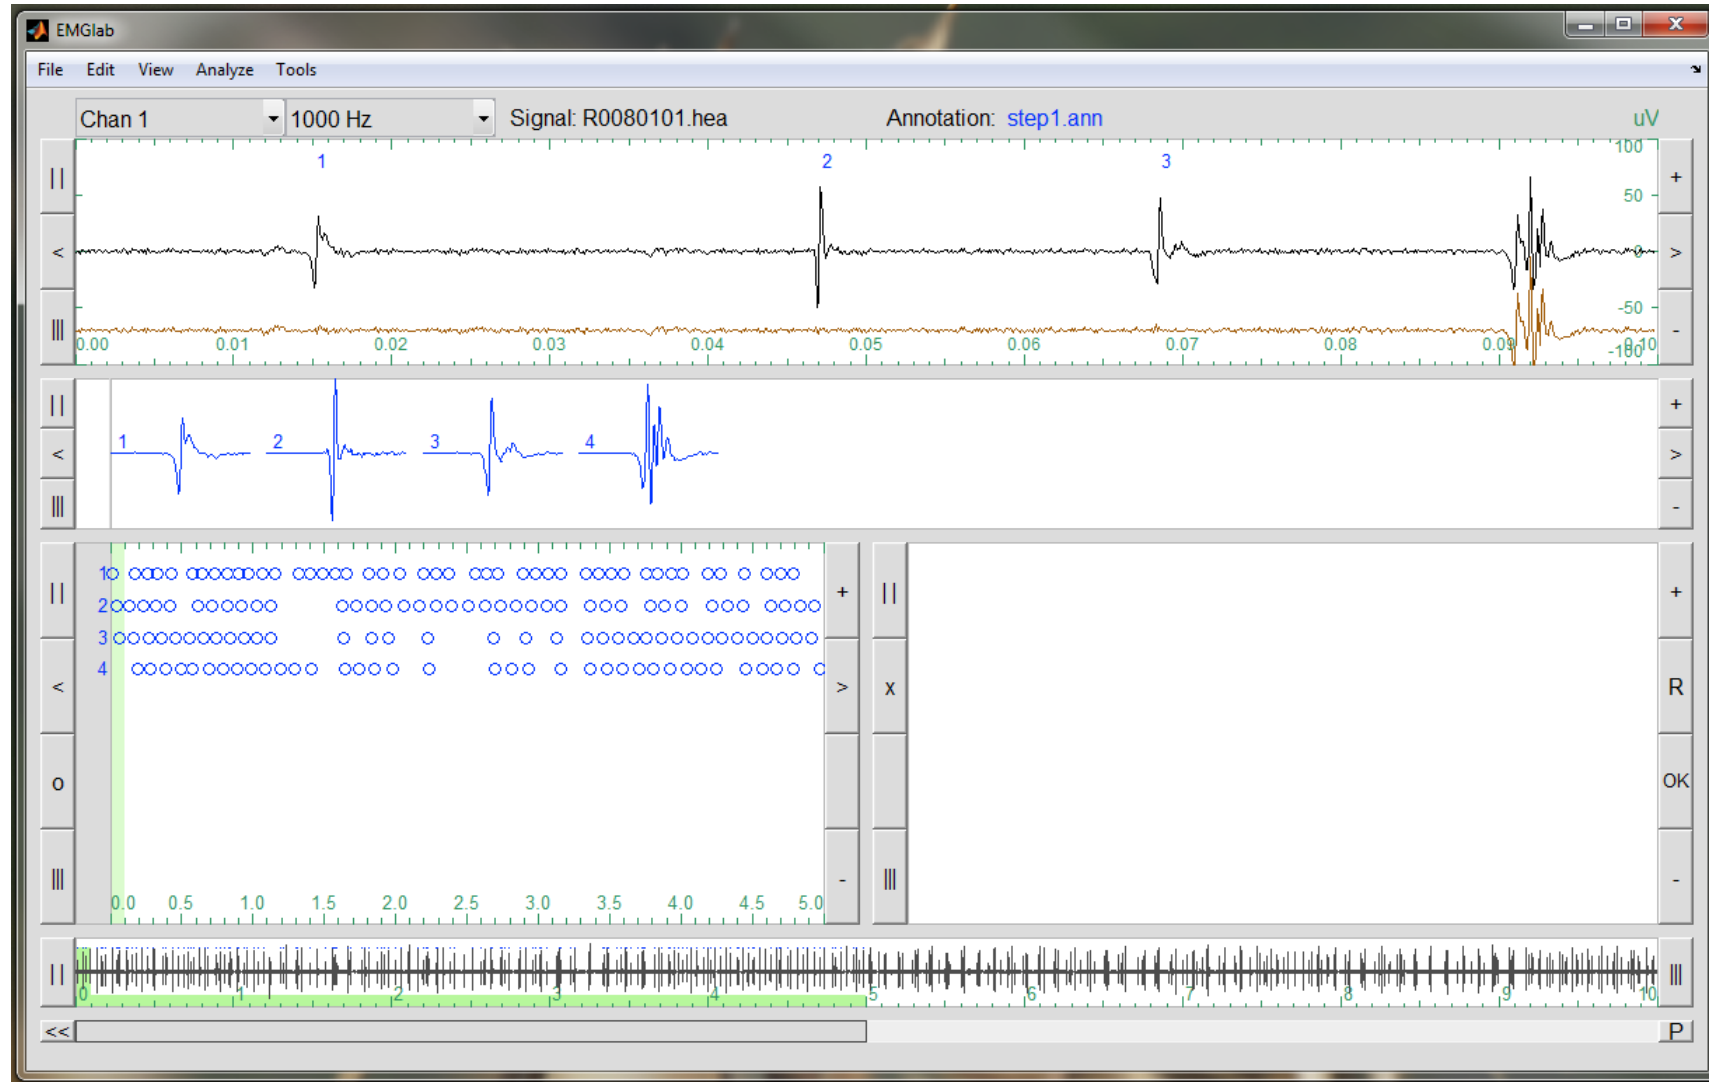 EMGlab
File Edit View Analyze Tools
Chan 1 1000 Hz Signal: R0080101.hea Annotation: step1.ann uV
1 2 3 100
|| +
50
< 0 >
-50
||| -
0.00 0.01 0.02 0.03 0.04 0.05 0.06 0.07 0.08 0.09 0.10
-100
|| +
1 2 3 4
< >
||| -
1
|| + || +
2
3
4
< > x R
o OK
||| - ||| -
0.0 0.5 1.0 1.5 2.0 2.5 3.0 3.5 4.0 4.5 5.0
|| |||
0 1 2 3 4 5 6 7 8 9 10
<< P